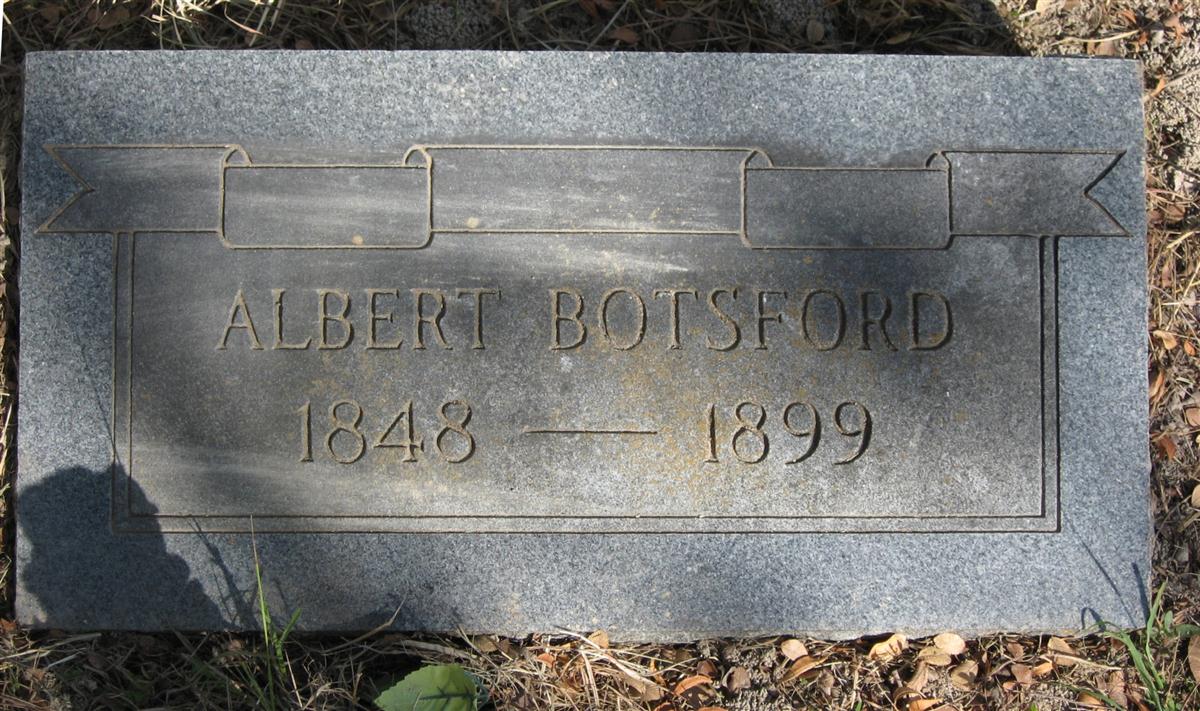 ALBERT BOTSFORD
1848 — 1899